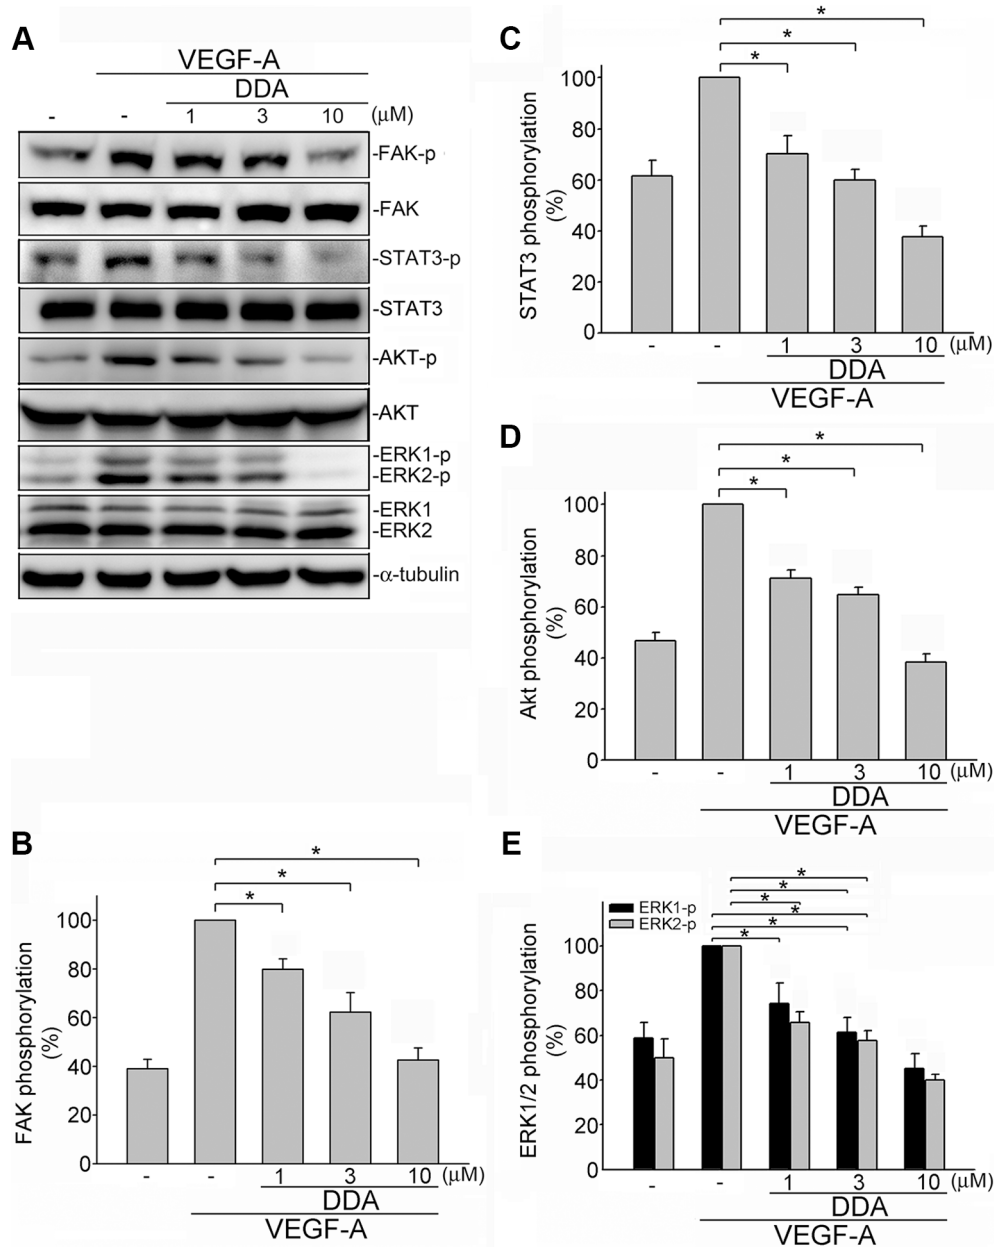 A
VEGF-A
DDA
- - 1 3 10 (μM)
-FAK-p
-FAK
-STAT3-p
-STAT3
-AKT-p
-AKT
-ERK1-p
-ERK2-p
-ERK1
-ERK2
-α-tubulin
B
* 
*
*
FAK phosphorylation
(%)
100
80
60
40
20
0
- - 1 3 10 (μM)
DDA
VEGF-A
C
*
*
*
STAT3 phosphorylation
(%)
100
80
60
40
20
0
- - 1 3 10 (μM)
DDA
VEGF-A
D
*
*
*
Akt phosphorylation
(%)
100
80
60
40
20
0
- - 1 3 10 (μM)
DDA
VEGF-A
E
*
*
*
*
*
*
ERK1-p
ERK2-p
ERK1/2 phosphorylation
(%)
100
80
60
40
20
0
- - 1 3 10 (μM)
DDA
VEGF-A